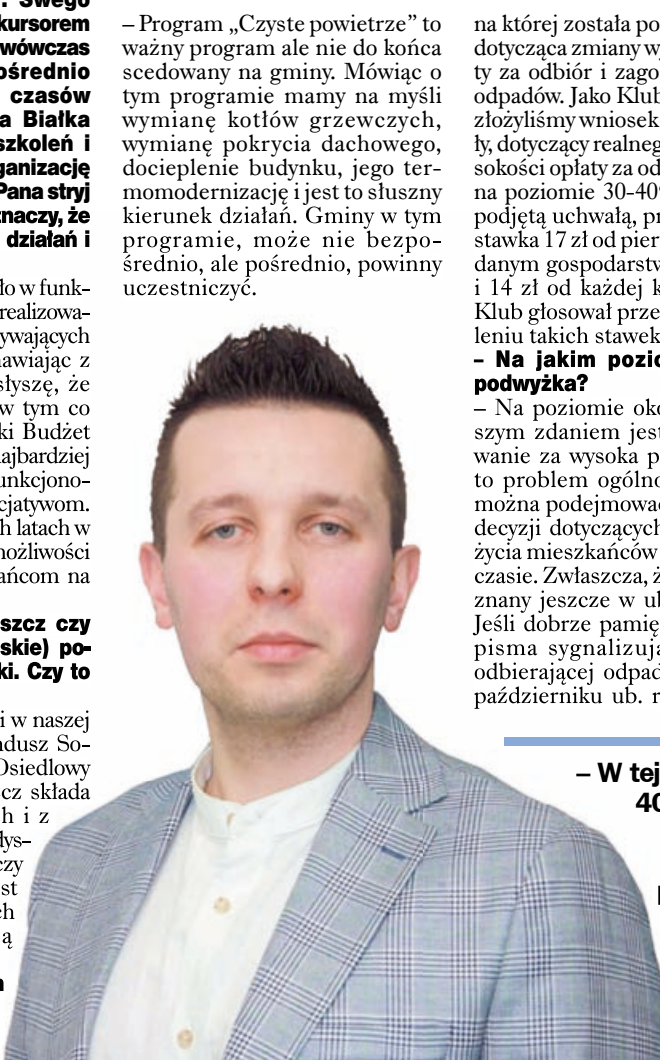 Swego
kursorem
wówczas
pośrednio
czasów
a Białka
szkoleń i
ganizację
Pana stryj
znaczy, że
działań i
ło w funk-
realizowa-
ywających
nawiając z
słyszę, że
w tym co
ki Budżet
najbardziej
unkcjono-
cjatywom.
h latach w
możliwości
ańcom na
szcz czy
skie) po-
ki. Czy to
i w naszej
ndusz So-
Osiedlowy
cz składa
h i z
dys-
czy
st
ch
ą
– Program „Czyste powietrze” to
ważny program ale nie do końca
scedowany na gminy. Mówiąc o
tym programie mamy na myśli
wymianę kotłów grzewczych,
wymianę pokrycia dachowego,
docieplenie budynku, jego ter-
momodernizację i jest to słuszny
kierunek działań. Gminy w tym
programie, może nie bezpo-
średnio, ale pośrednio, powinny
uczestniczyć.
na której została po
dotycząca zmiany wy
ty za odbiór i zago
odpadów. Jako Klub
złożyliśmy wniosek
ły, dotyczący realneg
sokości opłaty za od
na poziomie 30-40%
podjętą uchwałą, pr
stawka 17 zł od pier
danym gospodarstw
i 14 zł od każdej k
Klub głosował prze
leniu takich stawek
– Na jakim pozio
podwyżka?
– Na poziomie oko
szym zdaniem jest
wanie za wysoka p
to problem ogólno
można podejmować
decyzji dotyczących
życia mieszkańców
czasie. Zwłaszcza, ż
znany jeszcze w ub
Jeśli dobrze pamię
pisma sygnalizują
odbierającej odpad
październiku ub. r
– W tej
40